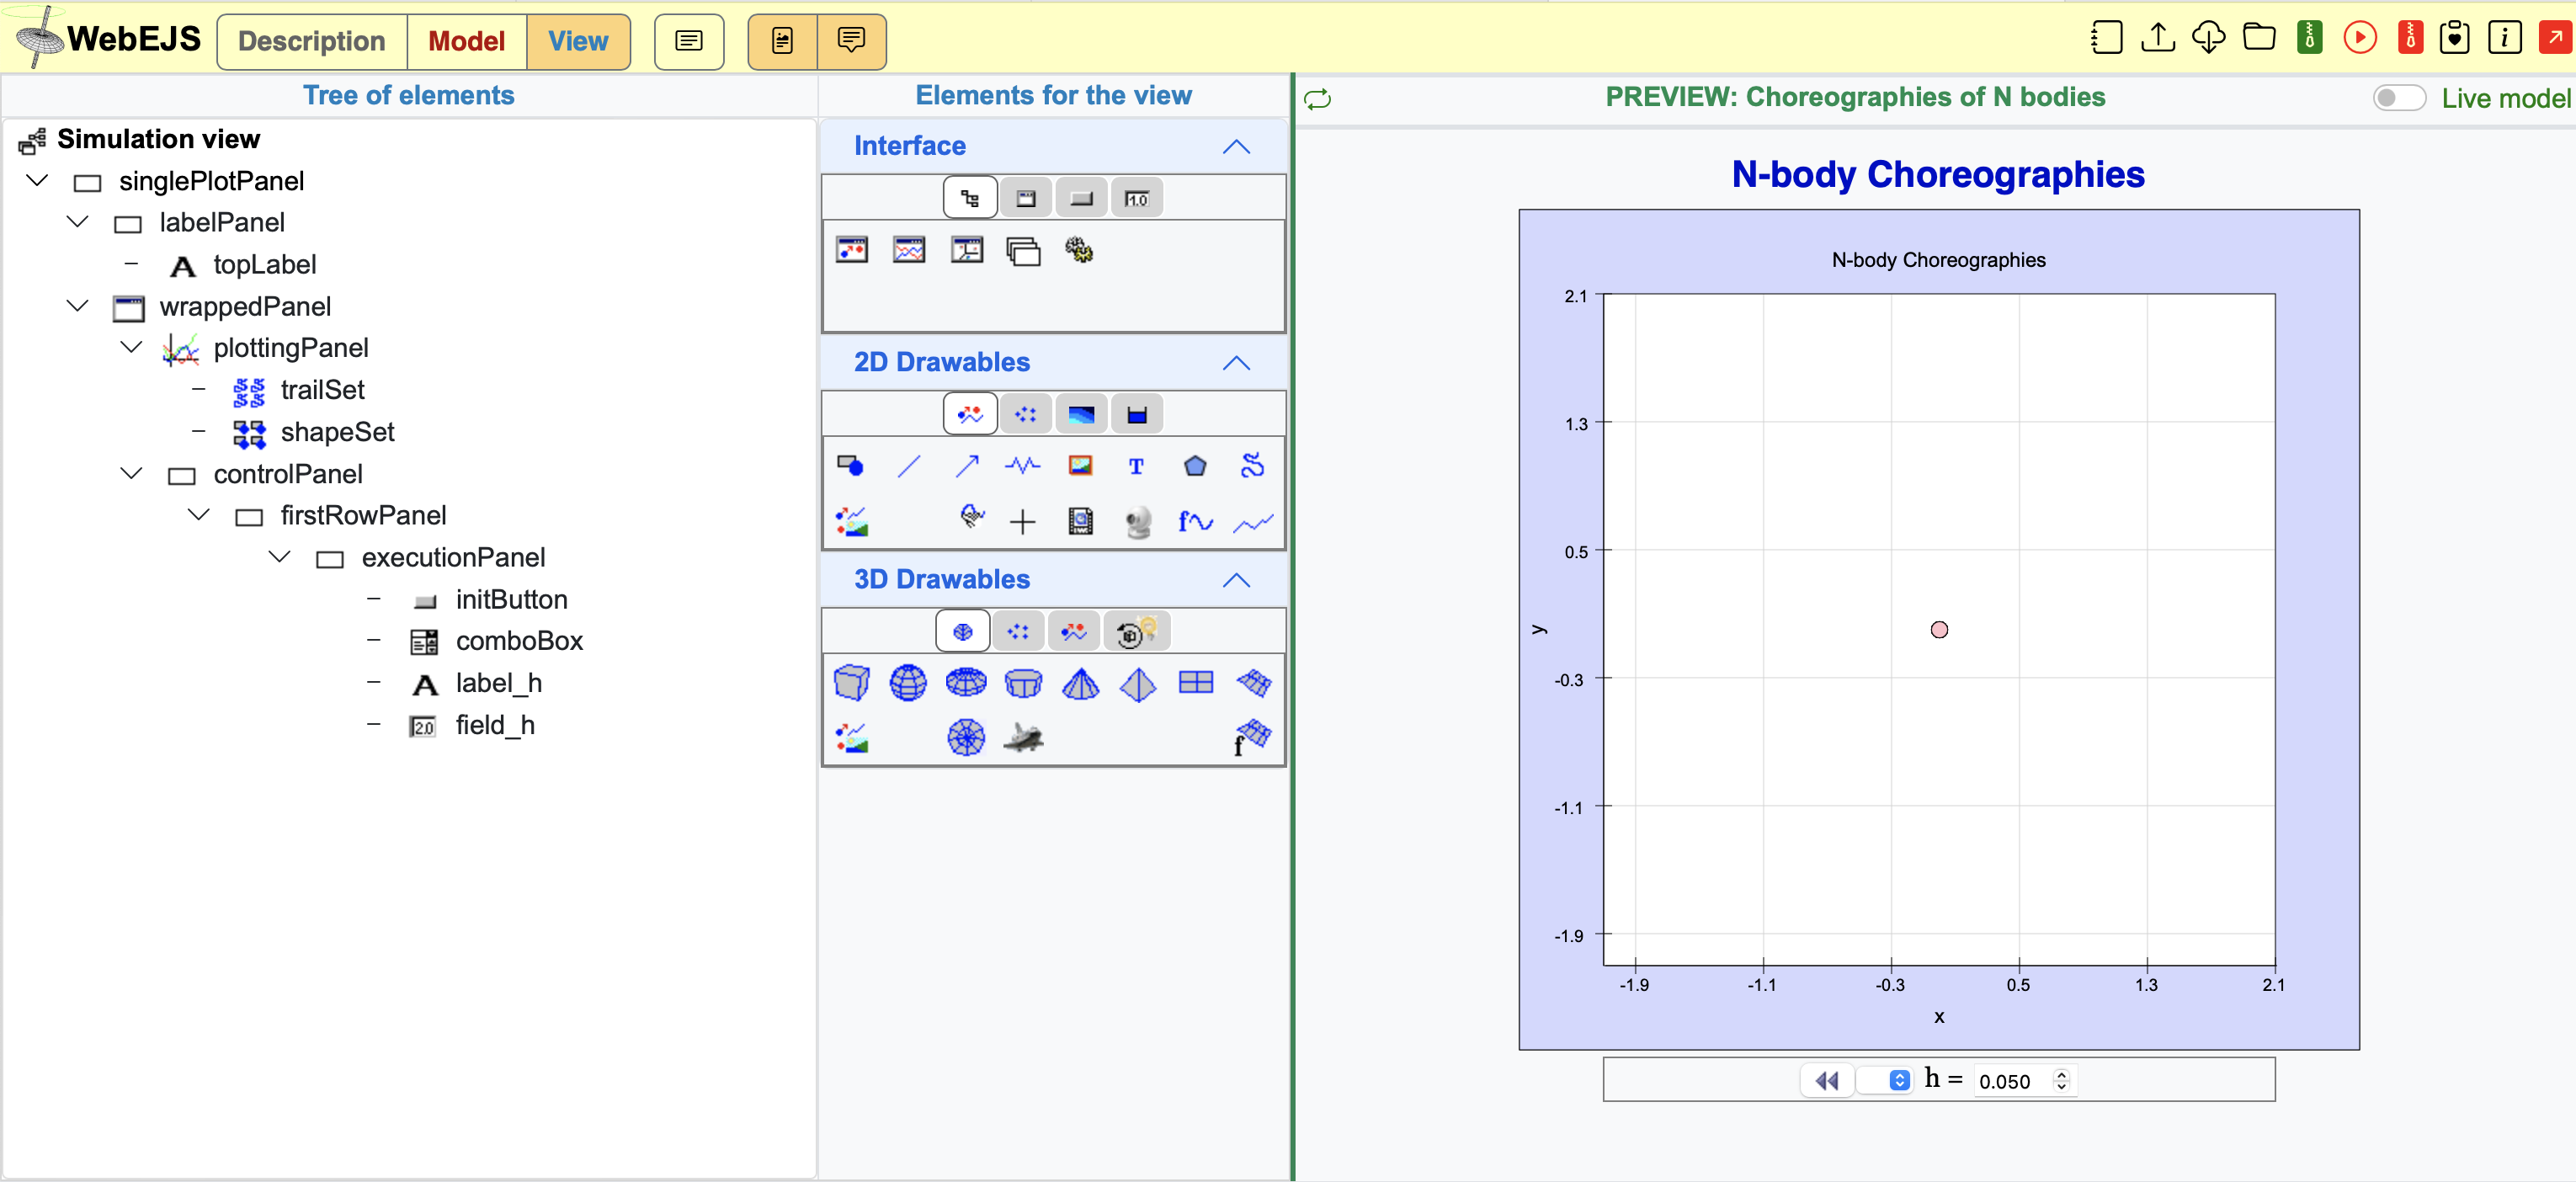 WebEJS Description Model View
Tree of elements
Simulation view
singlePlotPanel
labelPanel
A topLabel
wrappedPanel
plottingPanel
trailSet
shapeSet
controlPanel
firstRowPanel
executionPanel
initButton
comboBox
A label_h
2.0 field_h
Elements for the view
Interface
1.0
2D Drawables
T
f
3D Drawables
f
PREVIEW: Choreographies of N bodies
Live model
N-body Choreographies
N-body Choreographies
2.1
1.3
0.5
-0.3
-1.1
-1.9
y
-1.9 -1.1 -0.3 0.5 1.3 2.1
x
h = 0.050